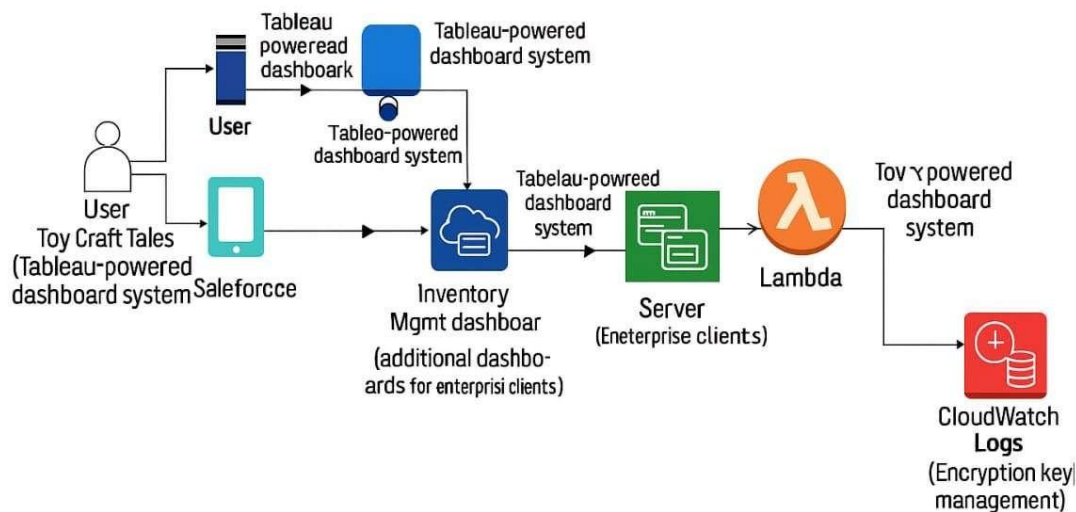 Tableau
poweread
dashboark
Tableau-powered
dashboard system
User
Tableo-powered
dashboard system
User
Toy Craft Tales
(Tableau-powered
dashboard system
Saleforcce
Inventory
Mgmt dashboar
(additional dashbo-
ards for enterprisi clients)
Tabelau-powreed
dashboard
system
Server
(Eneterprise clients)
Lambda
powered
dashboard
system
CloudWatch
Logs
(Encryption key
management)